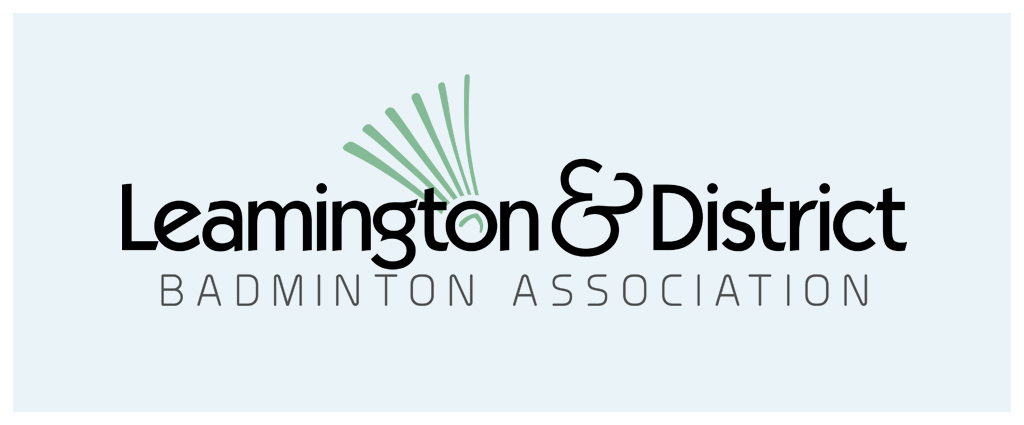 Leamington & District
BADMINTON ASSOCIATION